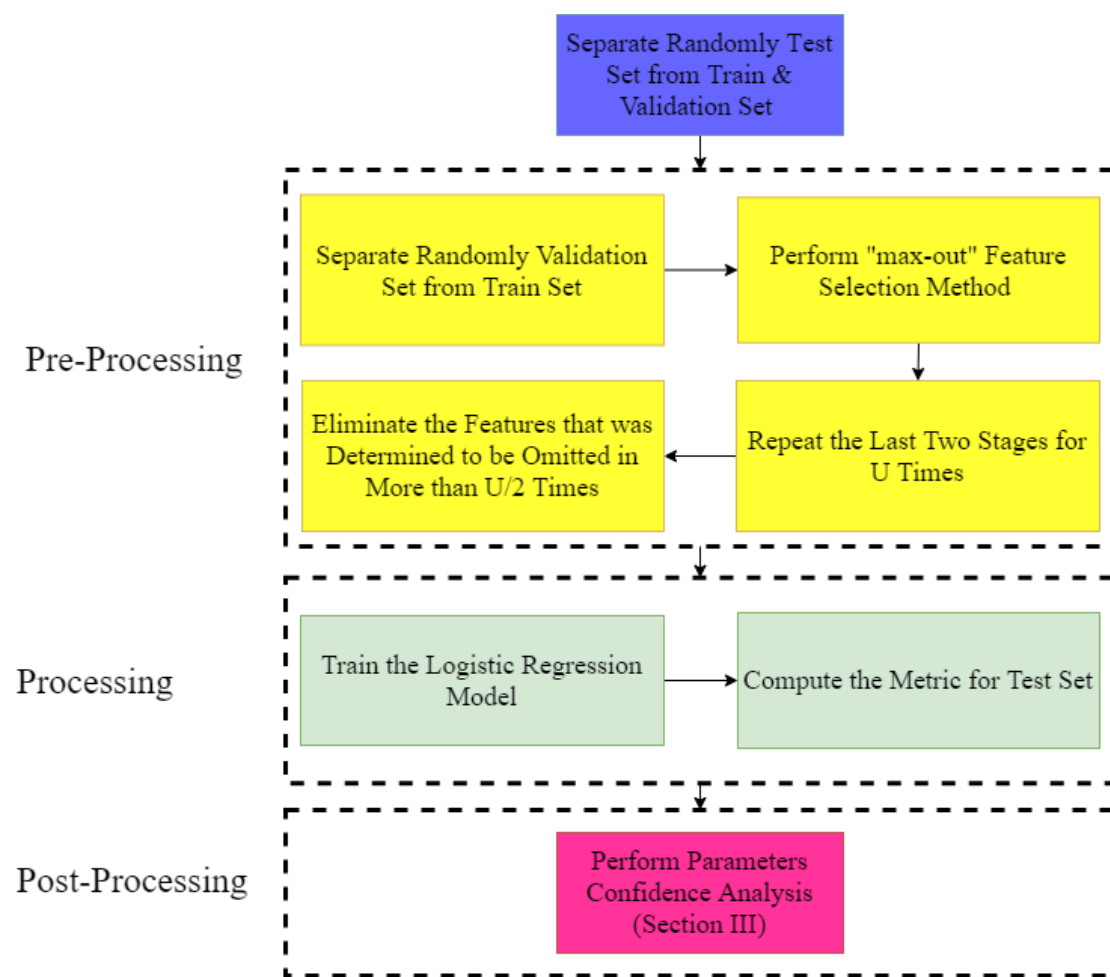 Separate Randomly Test
Set from Train &
Validation Set
Pre-Processing
Separate Randomly Validation
Set from Train Set
Perform "max-out" Feature
Selection Method
Repeat the Last Two Stages for
U Times
Eliminate the Features that was
Determined to be Omitted in
More than U/2 Times
Processing
Train the Logistic Regression
Model
Compute the Metric for Test Set
Post-Processing
Perform Parameters
Confidence Analysis
(Section III)